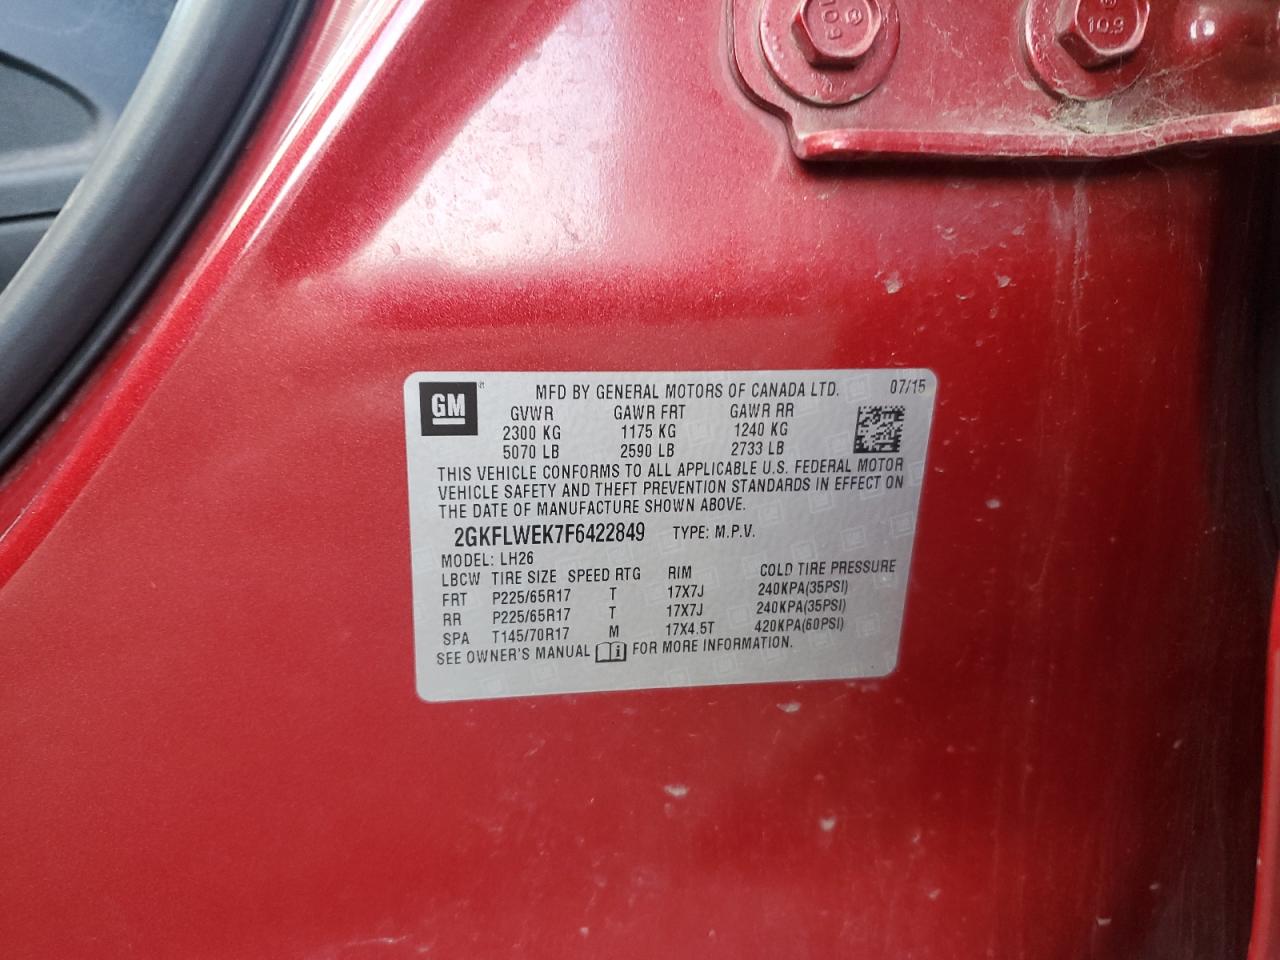 10.9
10.9
GM
MFD BY GENERAL MOTORS OF CANADA LTD. 07/15
GVWR GAWR FRT GAWR RR
2300 KG 1175 KG 1240 KG
5070 LB 2590 LB 2733 LB
THIS VEHICLE CONFORMS TO ALL APPLICABLE U.S. FEDERAL MOTOR
VEHICLE SAFETY AND THEFT PREVENTION STANDARDS IN EFFECT ON
THE DATE OF MANUFACTURE SHOWN ABOVE.
2GKFLWEK7F6422849 TYPE: M.P.V.
MODEL: LH26
LBCW TIRE SIZE SPEED RTG RIM COLD TIRE PRESSURE
FRT P225/65R17 T 17X7J 240KPA(35PSI)
RR P225/65R17 T 17X7J 240KPA(35PSI)
SPA T145/70R17 M 17X4.5T 420KPA(60PSI)
SEE OWNER'S MANUAL FOR MORE INFORMATION.